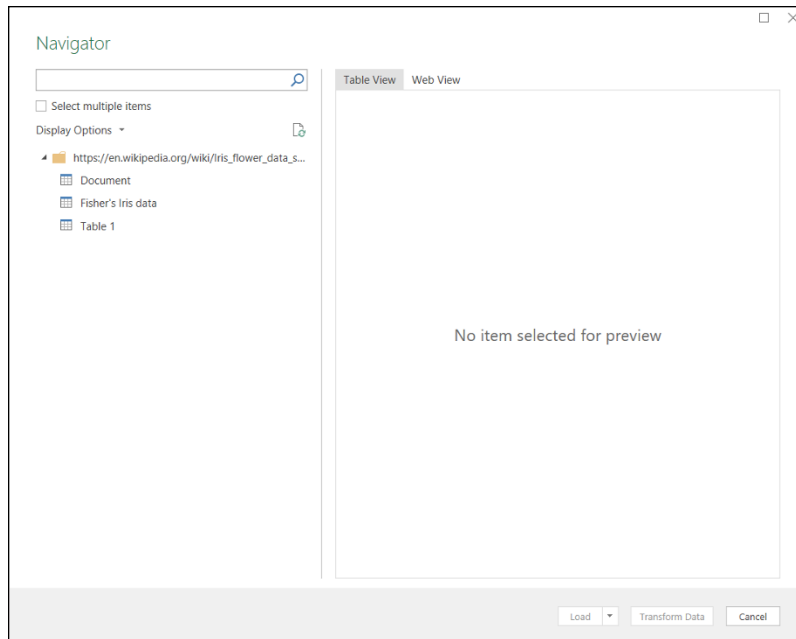 Navigator
Select multiple items
Display Options
https://en.wikipedia.org/wiki/Iris_flower_data_s...
Document
Fisher's Iris data
Table 1
Table View Web View
No item selected for preview
Load Transform Data Cancel